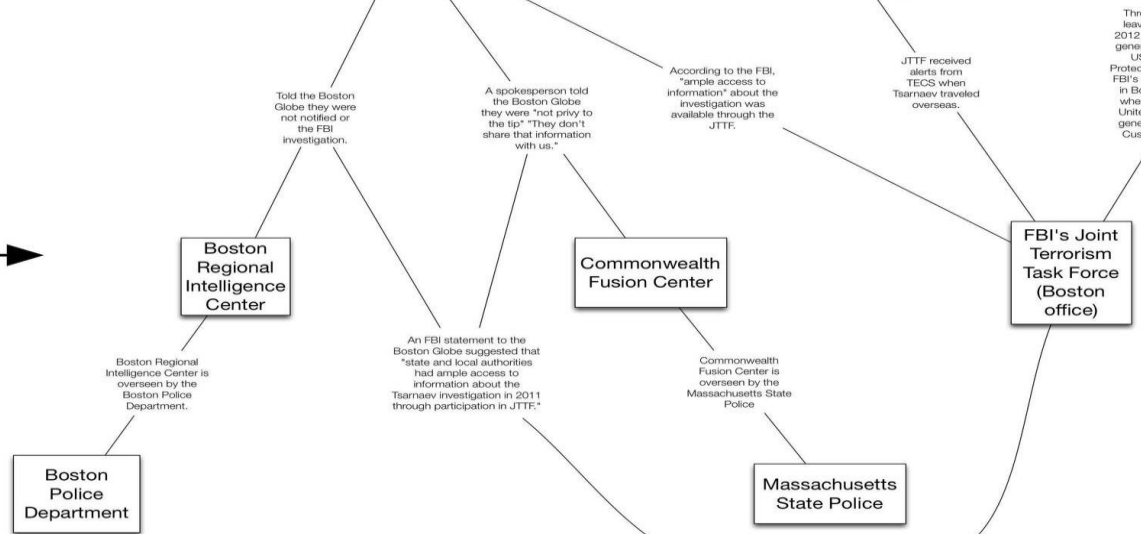 Told the Boston
Globe they were
not notified or
the FBI
investigation.
A spokesperson told
the Boston Globe
they were "not privy to
the tip" "They don't
share that information
with us."
According to the FBI,
"ample access to
information" about the
investigation was
available through the
JTTF.
JTTF received
alerts from
TECS when
Tsarnaev traveled
overseas.
2012
FBI's
in
Boston
Regional
Intelligence
Center
Commonwealth
Fusion Center
FBI's Joint
Terrorism
Task Force
(Boston
office)
Boston Regional
Intelligence Center is
overseen by the
Boston Police
Department.
An FBI statement to the
Boston Globe suggested that
"state and local authorities
had ample access to
information about the
Tsarnaev investigation in 2011
through participation in JTTF."
Commonwealth
Fusion Center is
overseen by the
Massachusetts State
Police
Boston
Police
Department
Massachusetts
State Police